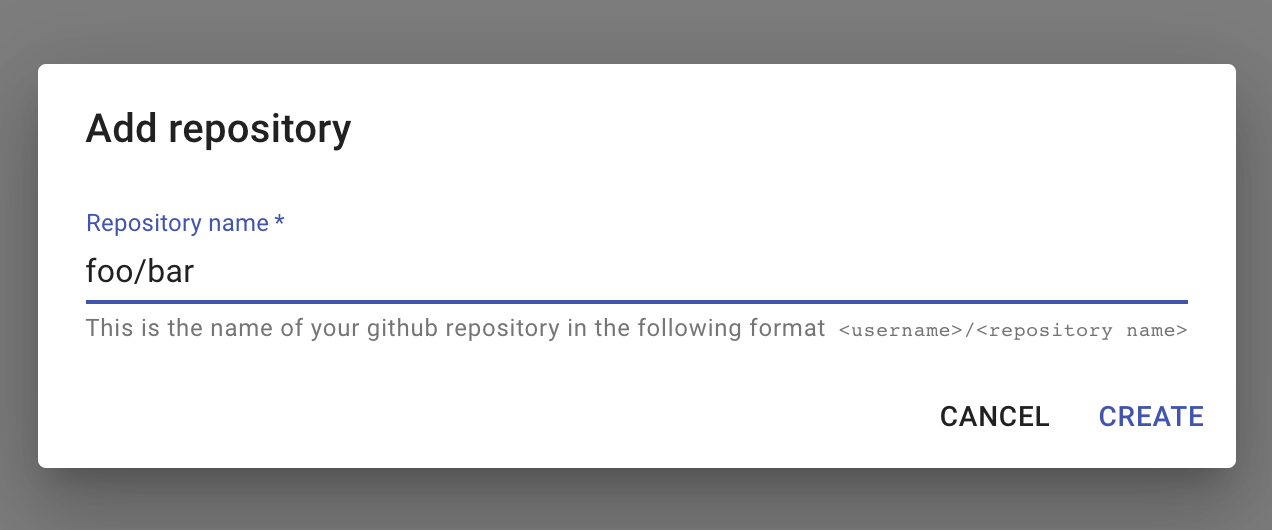 Add repository
Repository name *
foo/bar
This is the name of your github repository in the following format <username>/<repository name>
CANCEL CREATE